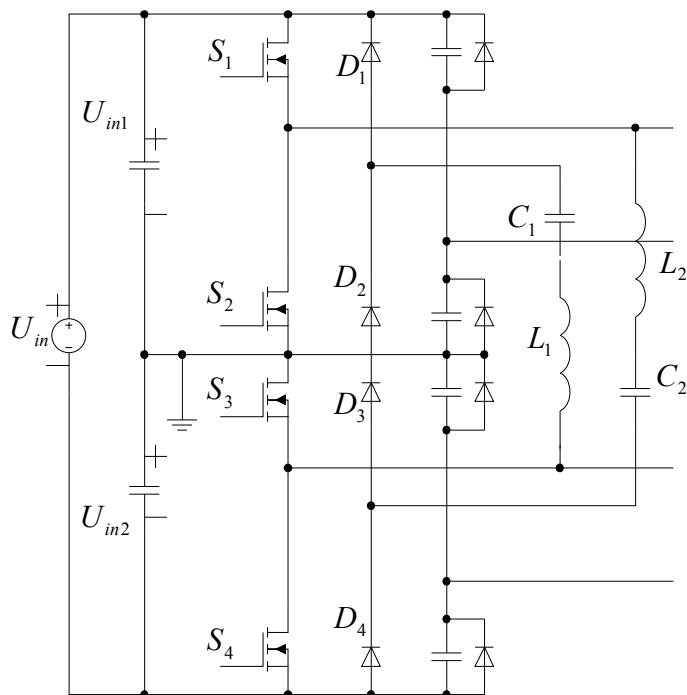 S1
D1
Uin1
+
C1
L2
S2
D2
+
Uin
+
-
L1
C2
S3
D3
+
Uin2
S4
D4